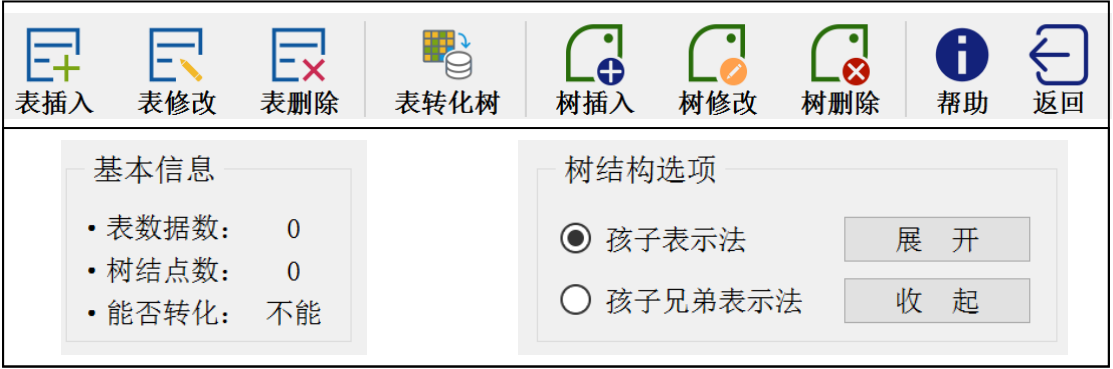 表插入 表修改 表删除 表转化树 树插入 树修改 树删除 帮助 返回
基本信息
·表数据数： 0
·树结点数： 0
·能否转化： 不能
树结构选项
孩子表示法 展 开
孩子兄弟表示法 收 起